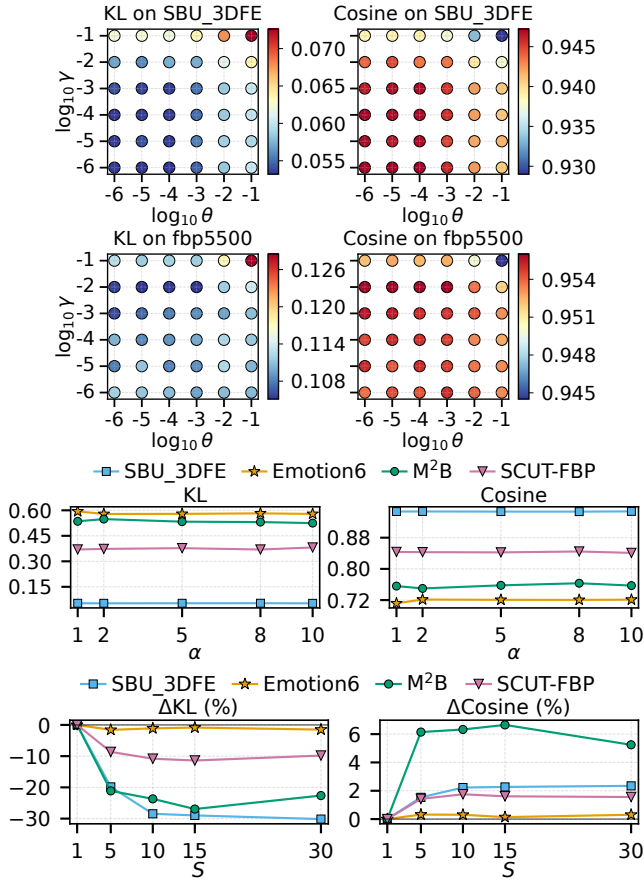 KL on SBU_3DFE
Cosine on SBU_3DFE
-1
-2
-3
-4
-5
-6
log₁₀ γ
-6 -5 -4 -3 -2 -1
log₁₀ θ
0.070
0.065
0.060
0.055
-6 -5 -4 -3 -2 -1
log₁₀ θ
0.945
0.940
0.935
0.930
KL on fbp5500
Cosine on fbp5500
-1
-2
-3
-4
-5
-6
log₁₀ γ
-6 -5 -4 -3 -2 -1
log₁₀ θ
0.126
0.120
0.114
0.108
-6 -5 -4 -3 -2 -1
log₁₀ θ
0.954
0.951
0.948
0.945
SBU_3DFE Emotion6 M²B SCUT-FBP
KL
Cosine
0.60
0.45
0.30
0.15
1 2 5 8 10
α
0.88
0.80
0.72
1 2 5 8 10
α
SBU_3DFE Emotion6 M²B SCUT-FBP
ΔKL (%)
ΔCosine (%)
0
−10
−20
−30
1 5 10 15 30
S
6
4
2
0
1 5 10 15 30
S